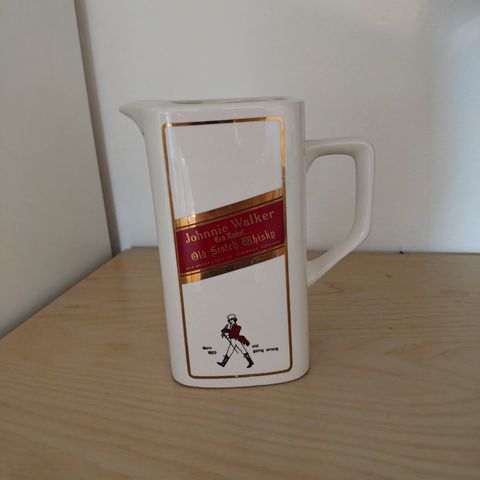 Johnnie Walker
Red Label
Old Scotch Whisky
Born 1820
still going strong